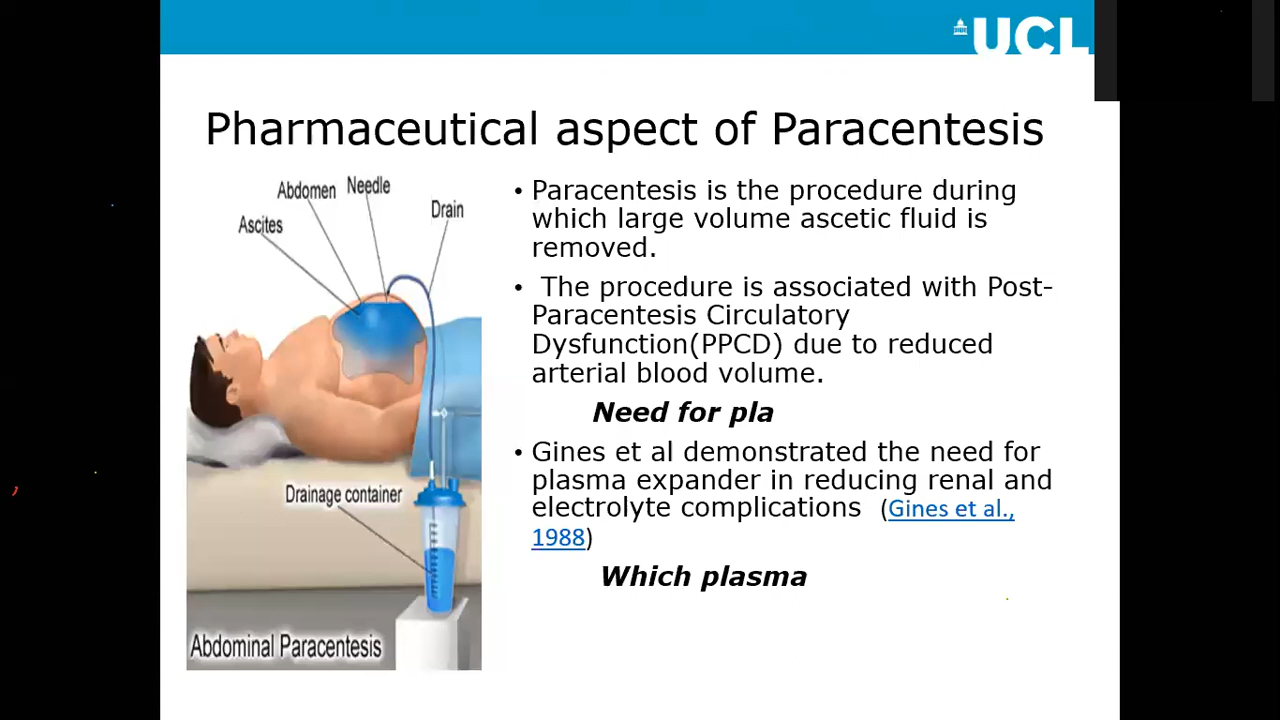 UCL
Pharmaceutical aspect of Paracentesis
Abdomen
Needle
Ascites
Drain
Drainage container
Abdominal Paracentesis
• Paracentesis is the procedure during
which large volume ascetic fluid is
removed.
• The procedure is associated with Post-
Paracentesis Circulatory
Dysfunction(PPCD) due to reduced
arterial blood volume.
Need for pla
• Gines et al demonstrated the need for
plasma expander in reducing renal and
electrolyte complications (Gines et al.,
1988)
Which plasma